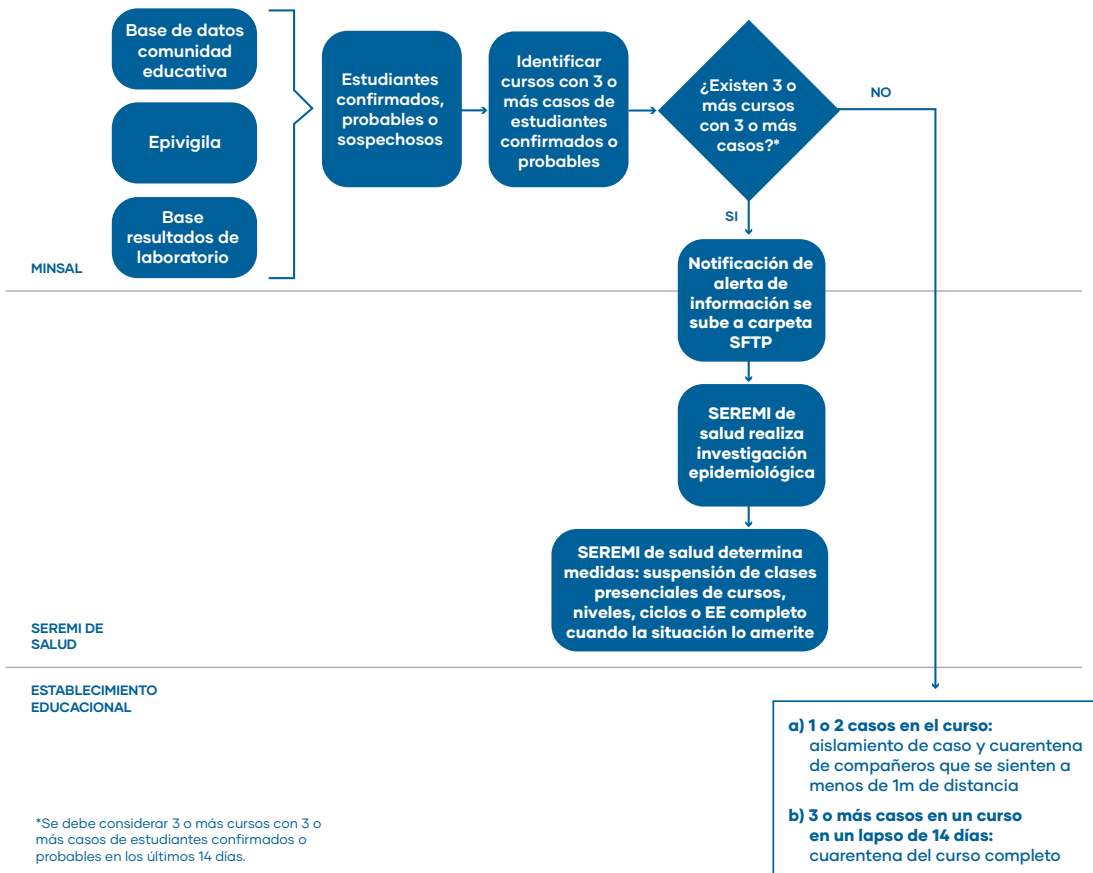 Base de datos
comunidad
educativa
Epivigila
Base
resultados de
laboratorio
MINSAL
Estudiantes
confirmados,
probables o
sospechosos
Identificar
cursos con 3 o
más casos de
estudiantes
confirmados o
probables
¿Existen 3 o
más cursos
con 3 o más
casos?*
NO
SI
Notificación de
alerta de
información se
sube a carpeta
SFTP
SEREMI de
salud realiza
investigación
epidemiológica
SEREMI de salud determina
medidas: suspensión de clases
presenciales de cursos,
niveles, ciclos o EE completo
cuando la situación lo amerite
SEREMI DE
SALUD
ESTABLECIMIENTO
EDUCACIONAL
a) 1 o 2 casos en el curso:
aislamiento de caso y cuarentena
de compañeros que se sienten a
menos de 1m de distancia
b) 3 o más casos en un curso
en un lapso de 14 días:
cuarentena del curso completo
*Se debe considerar 3 o más cursos con 3 o
más casos de estudiantes confirmados o
probables en los últimos 14 días.